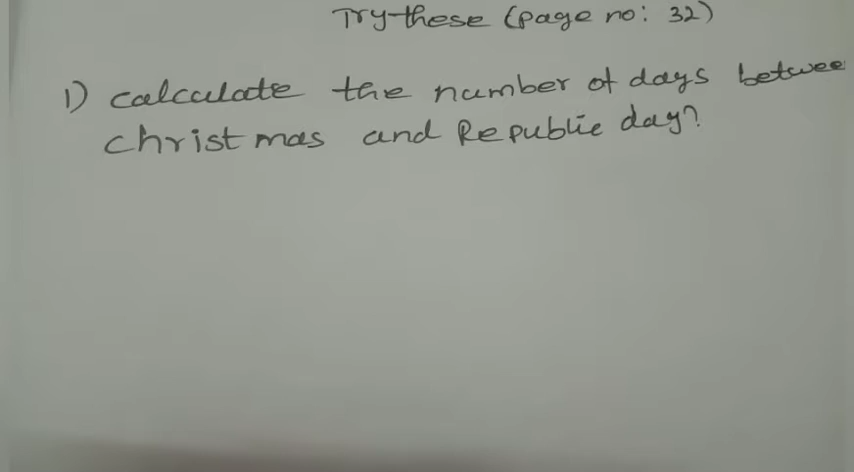 Try these (page no: 32)
1) calculate the number of days betwee
christmas and Republic day?